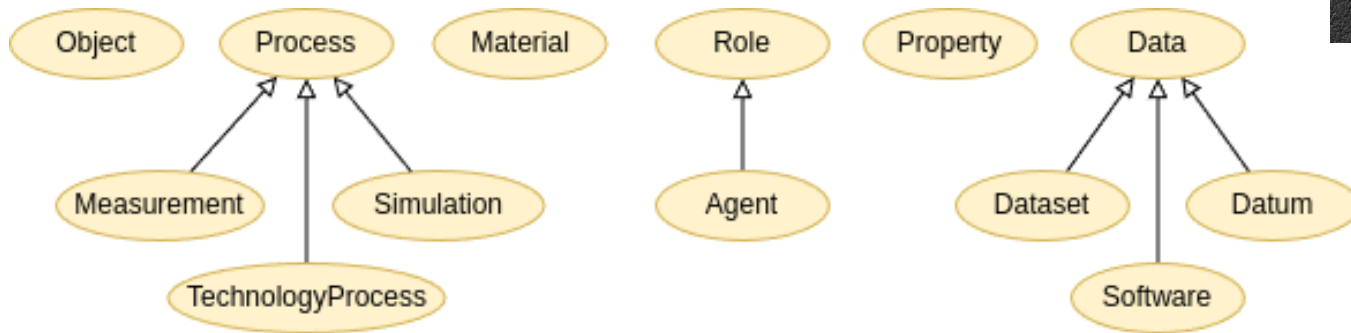 Object
Process
Material
Role
Property
Data
Measurement
Simulation
Agent
Dataset
Datum
TechnologyProcess
Software